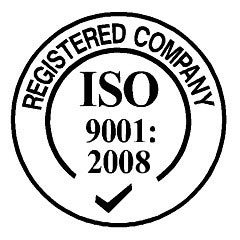 REGISTERED COMPANY
ISO
9001:
2008